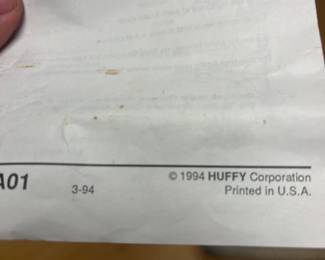 A01
3-94
© 1994 HUFFY Corporation
Printed in U.S.A.